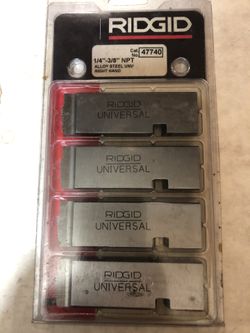 RIDGID
Cat. No. 47740
1/4"-3/8" NPT
ALLOY STEEL UNV
RIGHT HAND
RIDGID
UNIVERSAL
RIDGID
UNIVERSAL
RIDGID
UNIVERSAL
RIDGID
UNIVERSAL